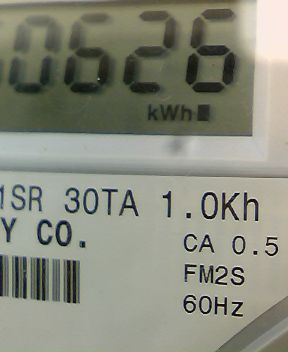 0626
kWh
1SR 30TA 1.0Kh
Y CO.
CA 0.5
FM2S
60Hz